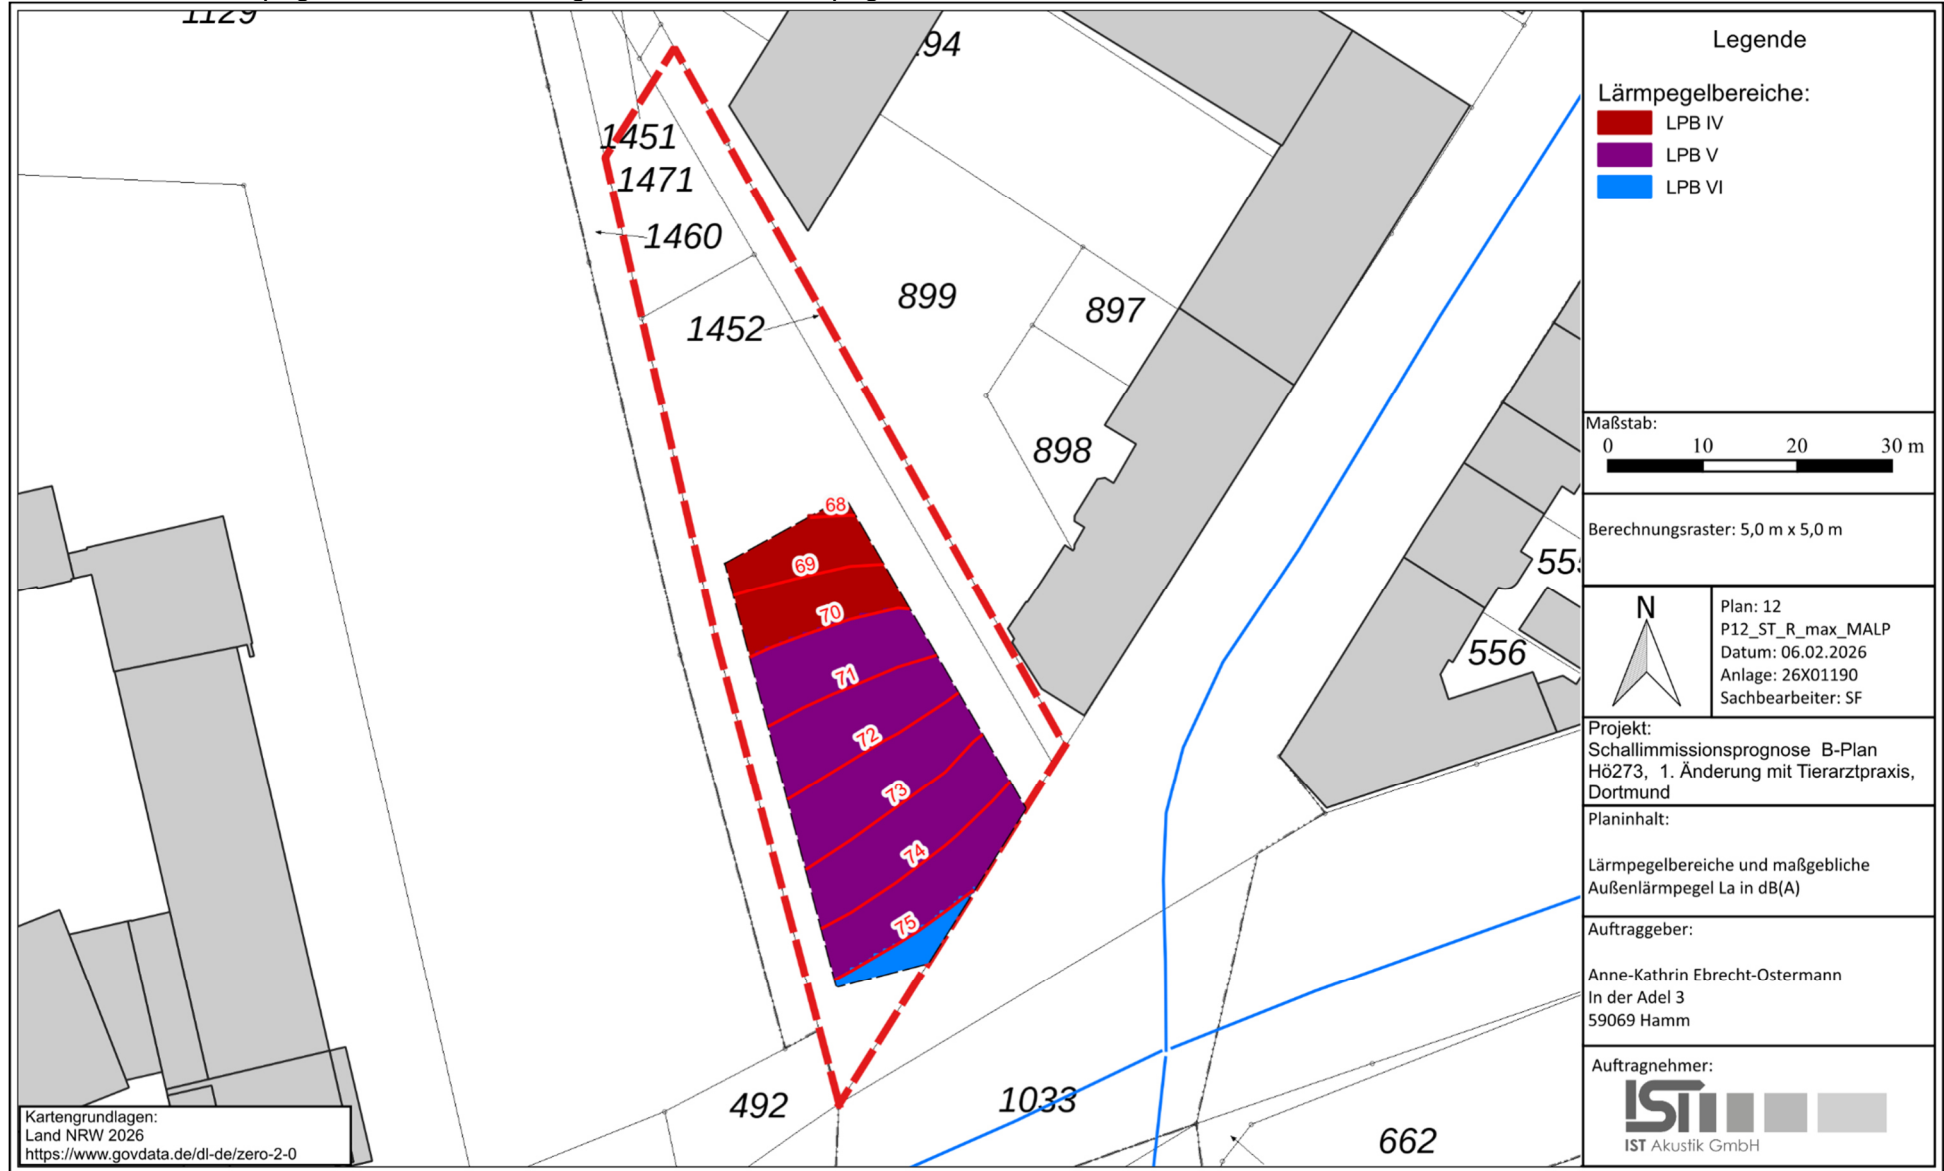 1129
894
1451
1471
1460
1452
899
897
898
555
556
492
1033
662
68
69
70
71
72
73
74
75
Kartengrundlagen:
Land NRW 2026
https://www.govdata.de/dl-de/zero-2-0
Legende
Lärmpegelbereiche:
LPB IV
LPB V
LPB VI
Maßstab:
0 10 20 30 m
Berechnungsraster: 5,0 m x 5,0 m
N
Plan: 12
P12_ST_R_max_MALP
Datum: 06.02.2026
Anlage: 26X01190
Sachbearbeiter: SF
Projekt:
Schallimmissionsprognose B-Plan
Hö273, 1. Änderung mit Tierarztpraxis,
Dortmund
Planinhalt:
Lärmpegelbereiche und maßgebliche
Außenlärmpegel La in dB(A)
Auftraggeber:
Anne-Kathrin Ebrecht-Ostermann
In der Adel 3
59069 Hamm
Auftragnehmer:
IST
IST Akustik GmbH